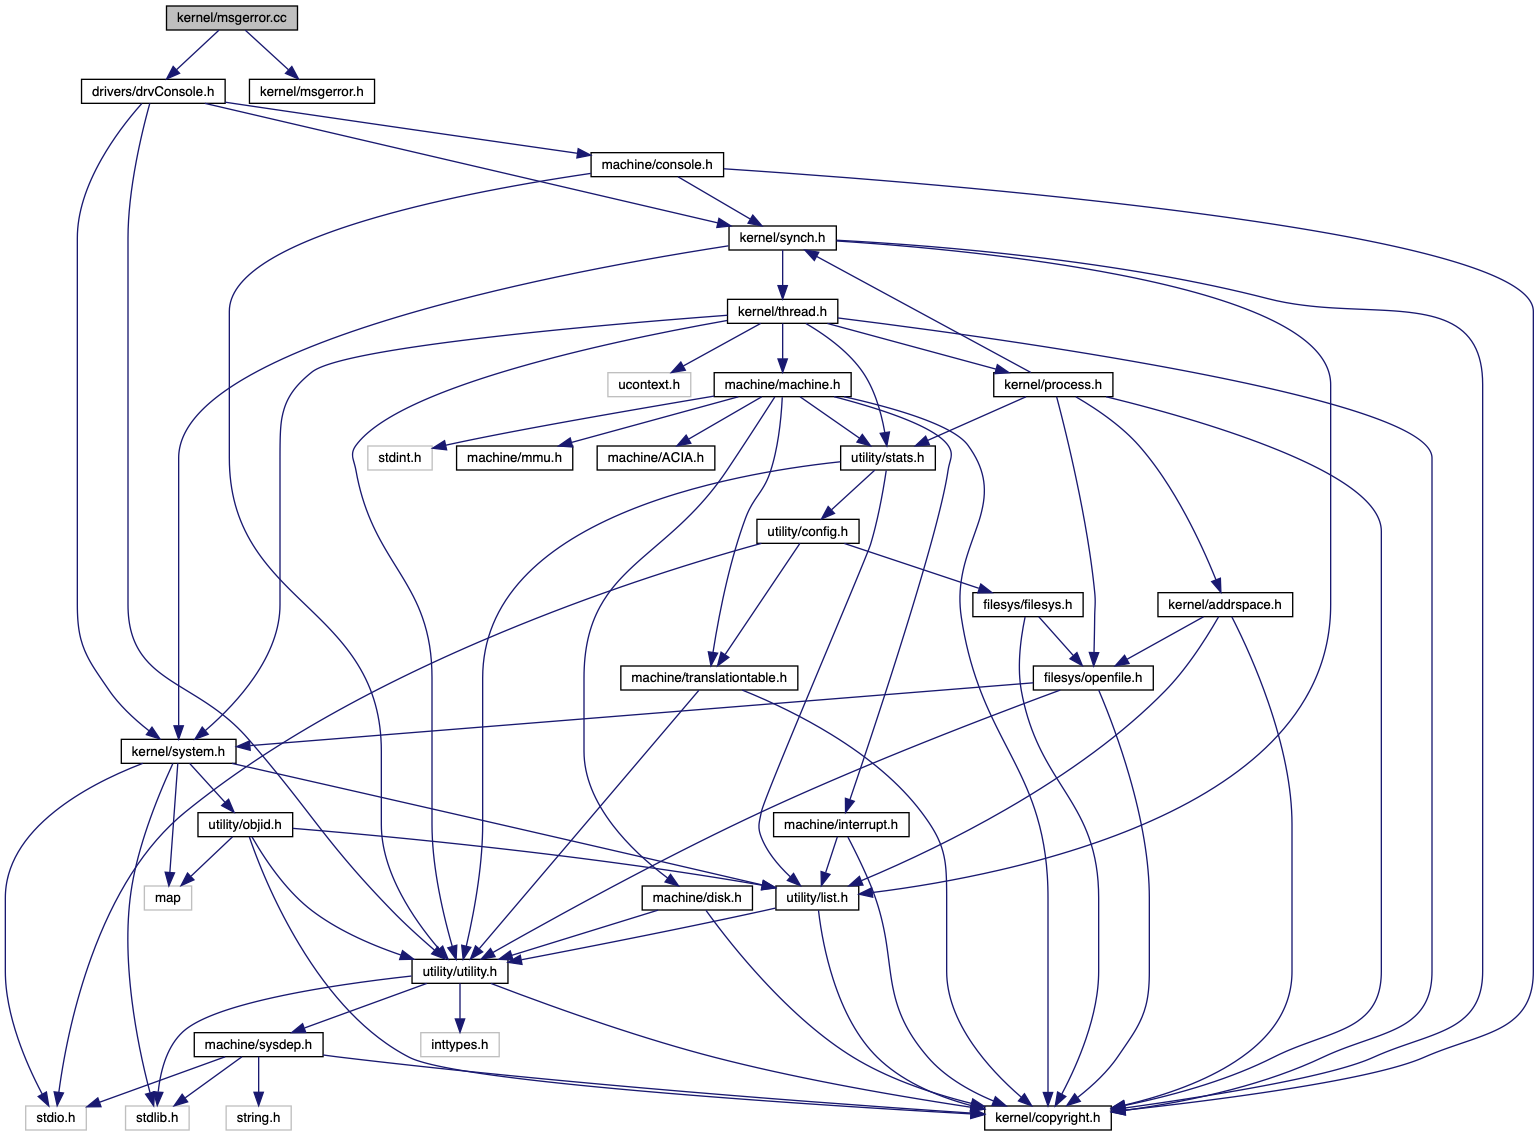 kernel/msgerror.cc
drivers/drvConsole.h
kernel/msgerror.h
machine/console.h
kernel/synch.h
kernel/thread.h
ucontext.h
machine/machine.h
kernel/process.h
stdint.h
machine/mmu.h
machine/ACIA.h
utility/stats.h
utility/config.h
filesys/filesys.h
kernel/addrspace.h
machine/translationtable.h
filesys/openfile.h
kernel/system.h
utility/objid.h
machine/interrupt.h
map
machine/disk.h
utility/list.h
utility/utility.h
machine/sysdep.h
inttypes.h
stdio.h
stdlib.h
string.h
kernel/copyright.h